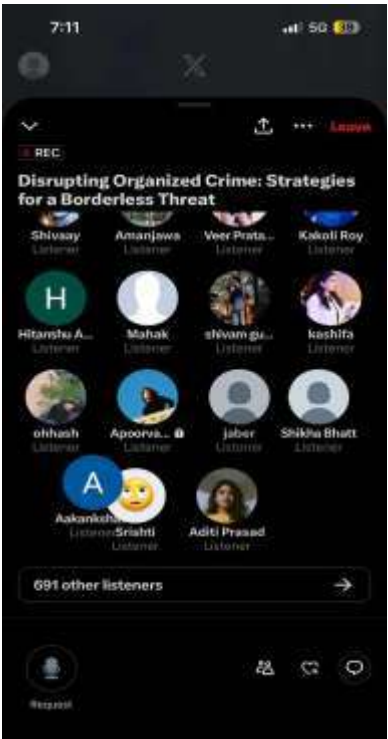 7:11 5G 39
X
Leave
REC
Disrupting Organized Crime: Strategies
for a Borderless Threat
Shivaay Amanjawa Veer Prata... Kakoli Roy
Listener Listener Listener Listener
H
Hitanshu A... Mahak shivam gu... kashifa
Listener Listener Listener Listener
ohhash Apoorva... jaber Shikha Bhatt
Listener Listener Listener Listener
A
Aakanksha Srishti Aditi Prasad
Listener Listener Listener
691 other listeners
Request